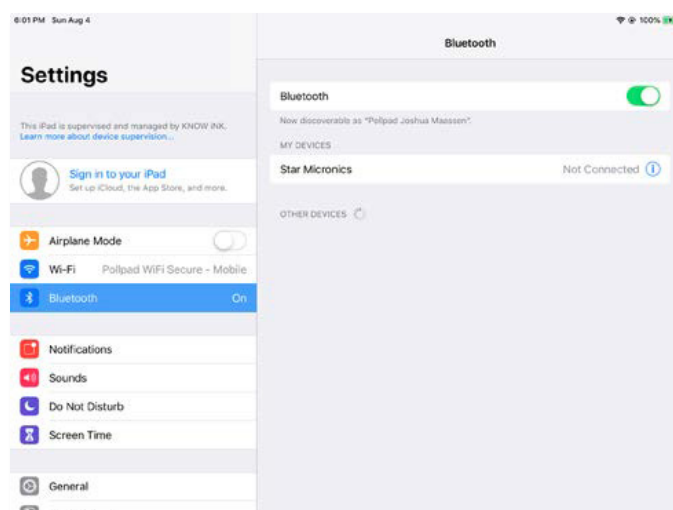 6:01 PM Sun Aug 4
100%
Settings
This iPad is supervised and managed by KNOW iNK.
Learn more about device supervision...
Sign in to your iPad
Set up iCloud, the App Store, and more.
Airplane Mode
Wi-Fi Pollpad WiFi Secure - Mobile
Bluetooth On
Notifications
Sounds
Do Not Disturb
Screen Time
General
Bluetooth
Bluetooth
Now discoverable as "Pollpad Joshua Maassen".
MY DEVICES
Star Micronics Not Connected
OTHER DEVICES